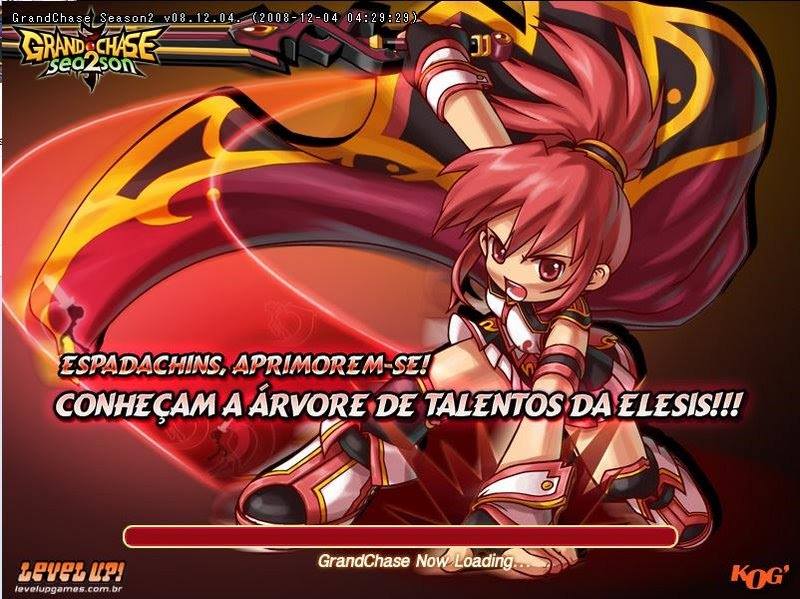 GrandChase Season2 v08.12.04. (2008-12-04 04:29:29)
GRAND CHASE
sea2son
ESPADACHINS, APRIMOREM-SE!
CONHEÇAM A ÁRVORE DE TALENTOS DA ELESIS!!!
GrandChase Now Loading...
LEVEL UP!
levelupgames.com.br
KOG'